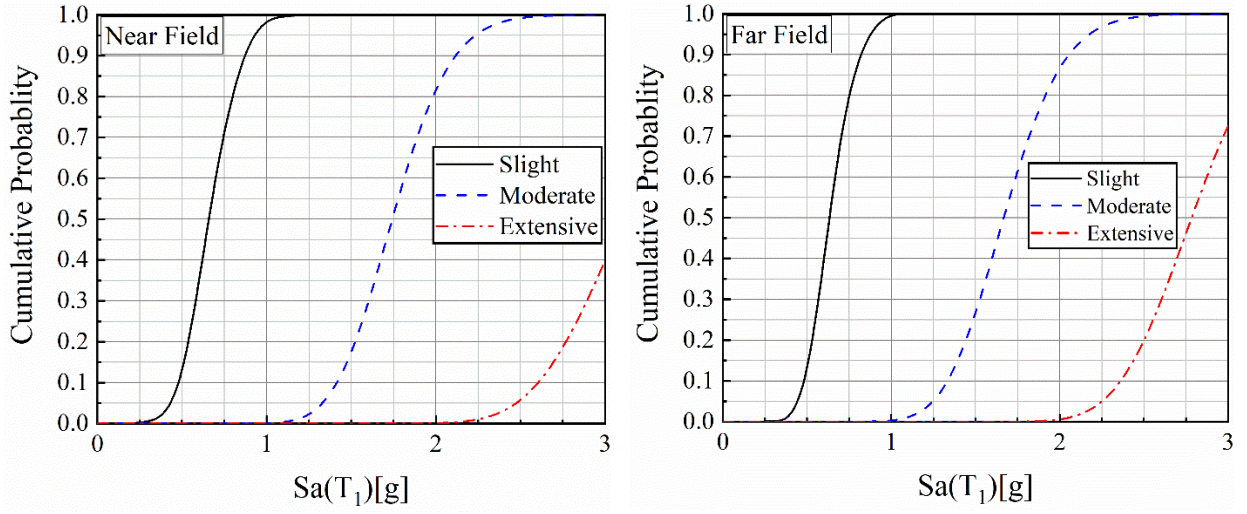 Near Field
Cumulative Probablity
1.0
0.9
0.8
0.7
0.6
0.5
0.4
0.3
0.2
0.1
0.0
Slight
Moderate
Extensive
0 1 2 3
Sa(T1)[g]
Far Field
Cumulative Probablity
1.0
0.9
0.8
0.7
0.6
0.5
0.4
0.3
0.2
0.1
0.0
Slight
Moderate
Extensive
0 1 2 3
Sa(T1)[g]